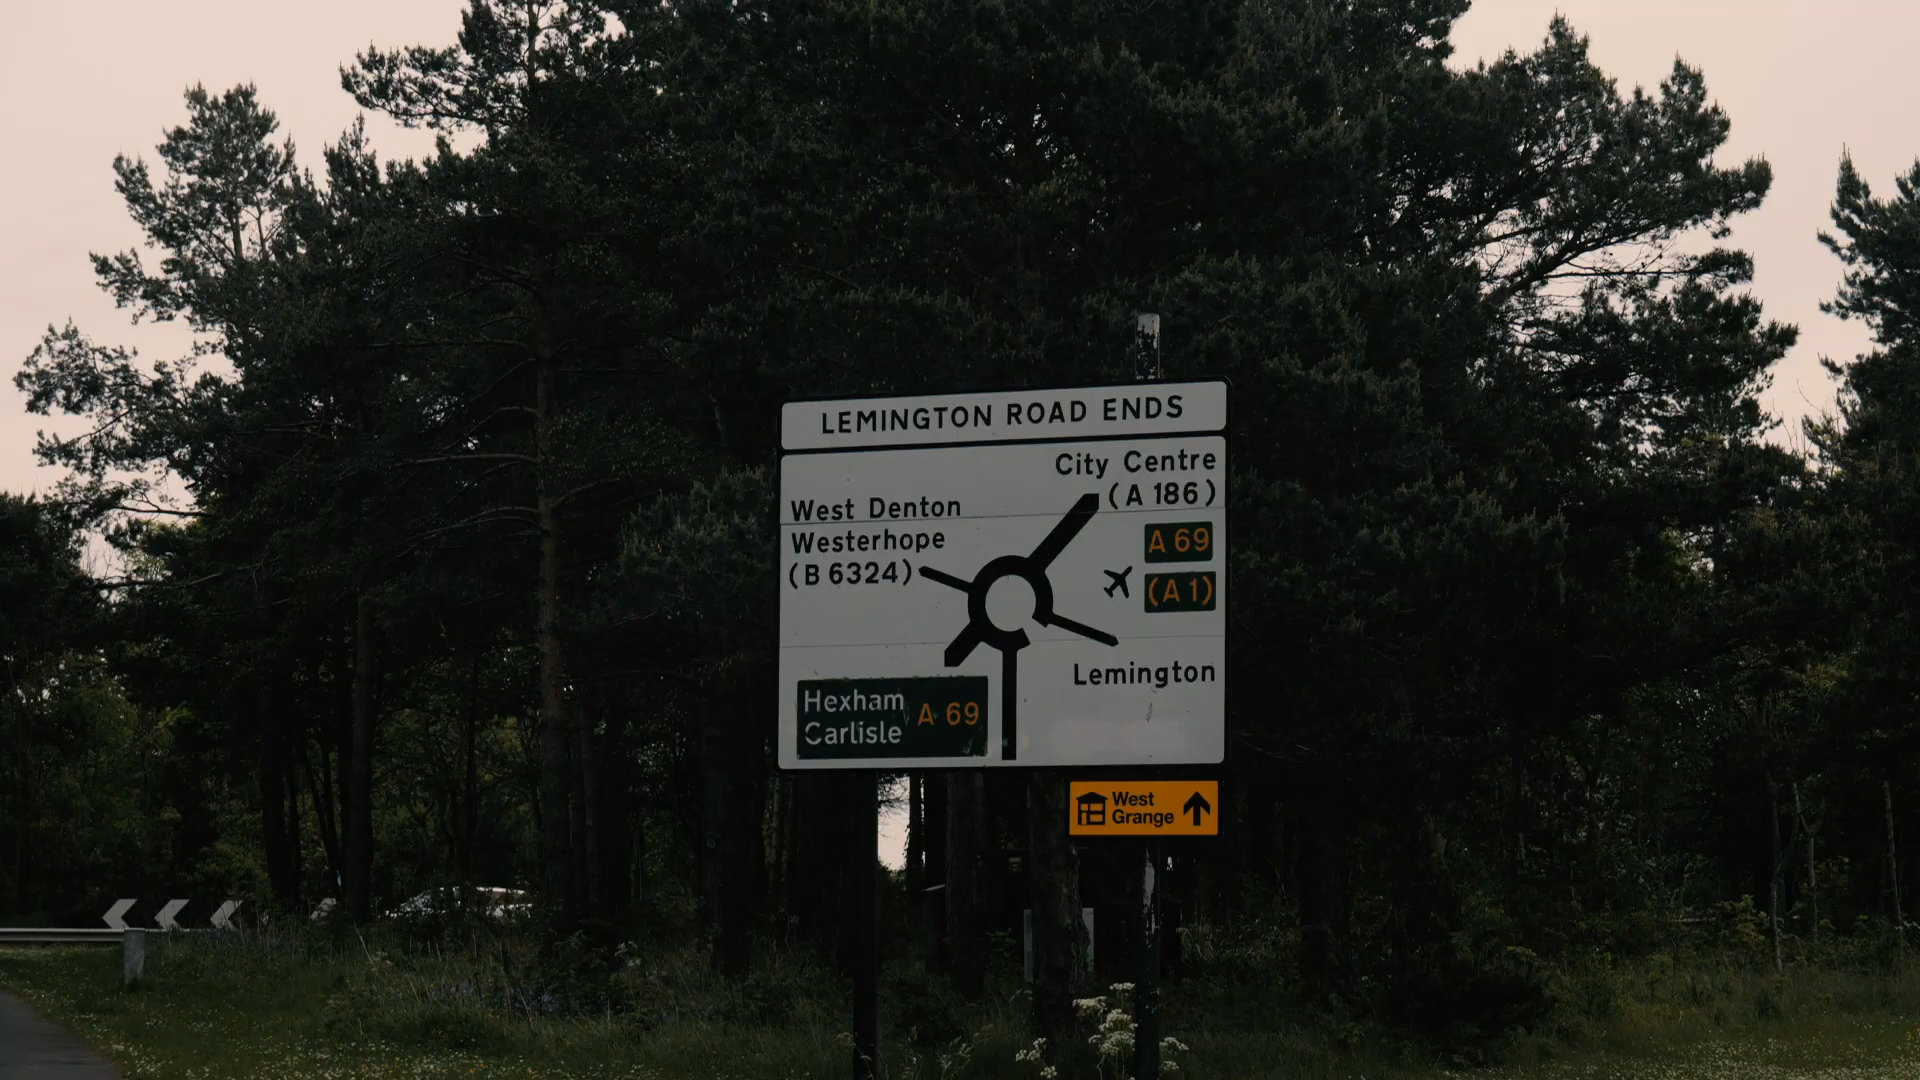 LEMINGTON ROAD ENDS
City Centre
(A 186)
West Denton
Westerhope
(B 6324)
A 69
(A 1)
Lemington
Hexham
Carlisle
A 69
West
Grange